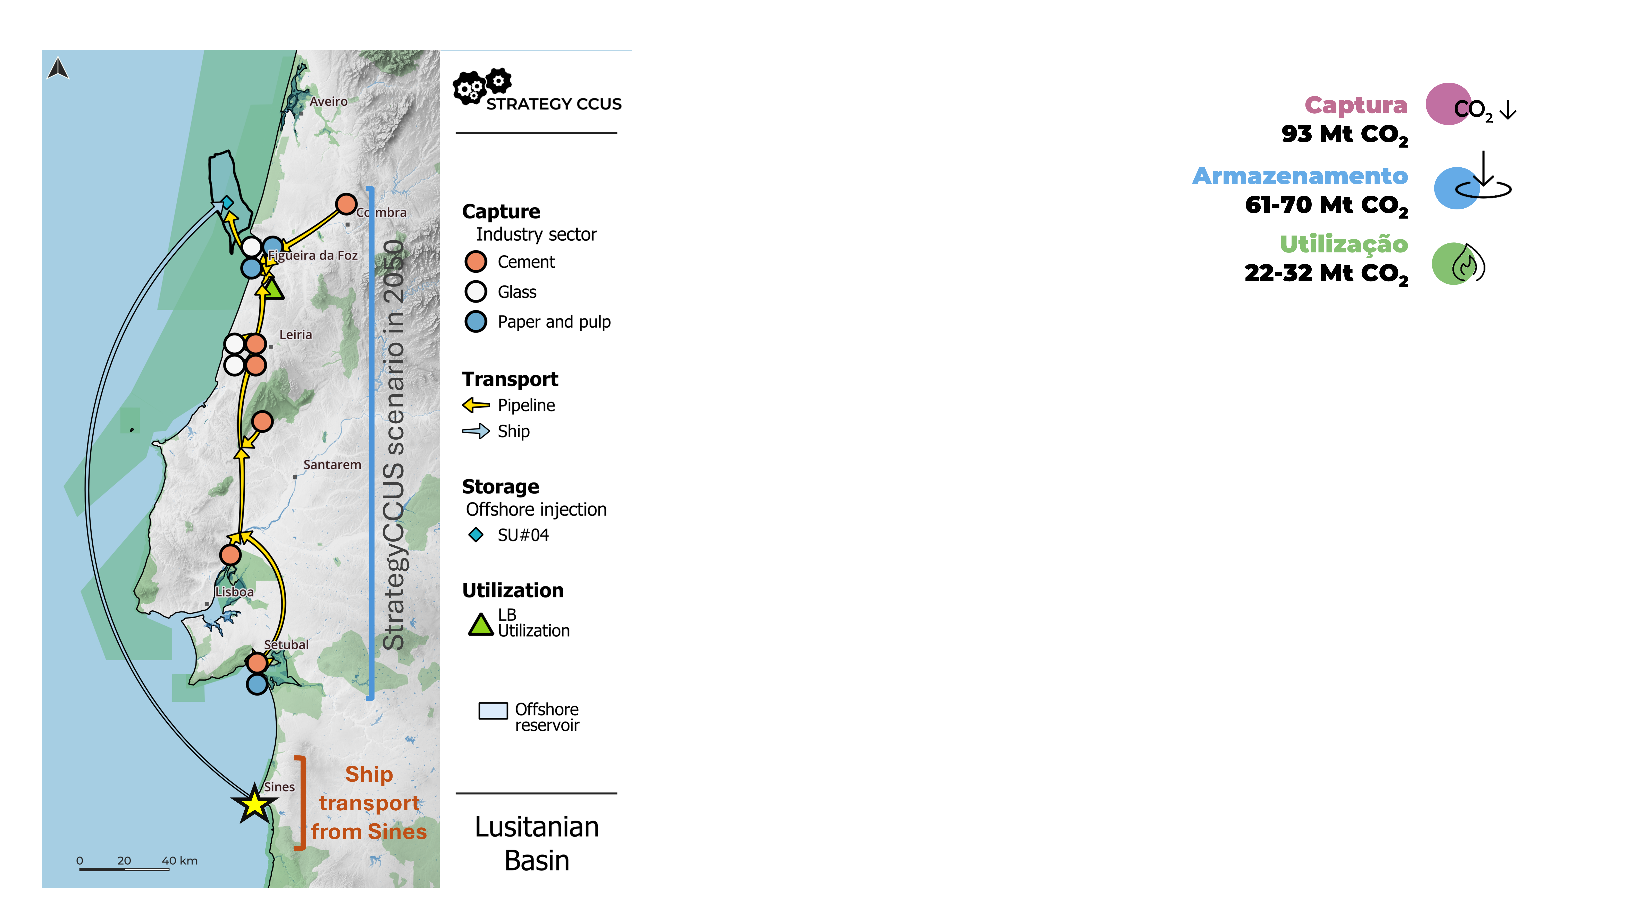 Aveiro
Coimbra
Figueira da Foz
Leiria
Santarem
Lisboa
Setubal
Sines
StrategyCCUS scenario in 2050
Ship
transport
from Sines
0 20 40 km
STRATEGY CCUS
Capture
Industry sector
Cement
Glass
Paper and pulp
Transport
Pipeline
Ship
Storage
Offshore injection
SU#04
Utilization
LB
Utilization
Offshore
reservoir
Lusitanian
Basin
Captura
93 Mt CO₂
CO₂ ↓
Armazenamento
61-70 Mt CO₂
Utilização
22-32 Mt CO₂